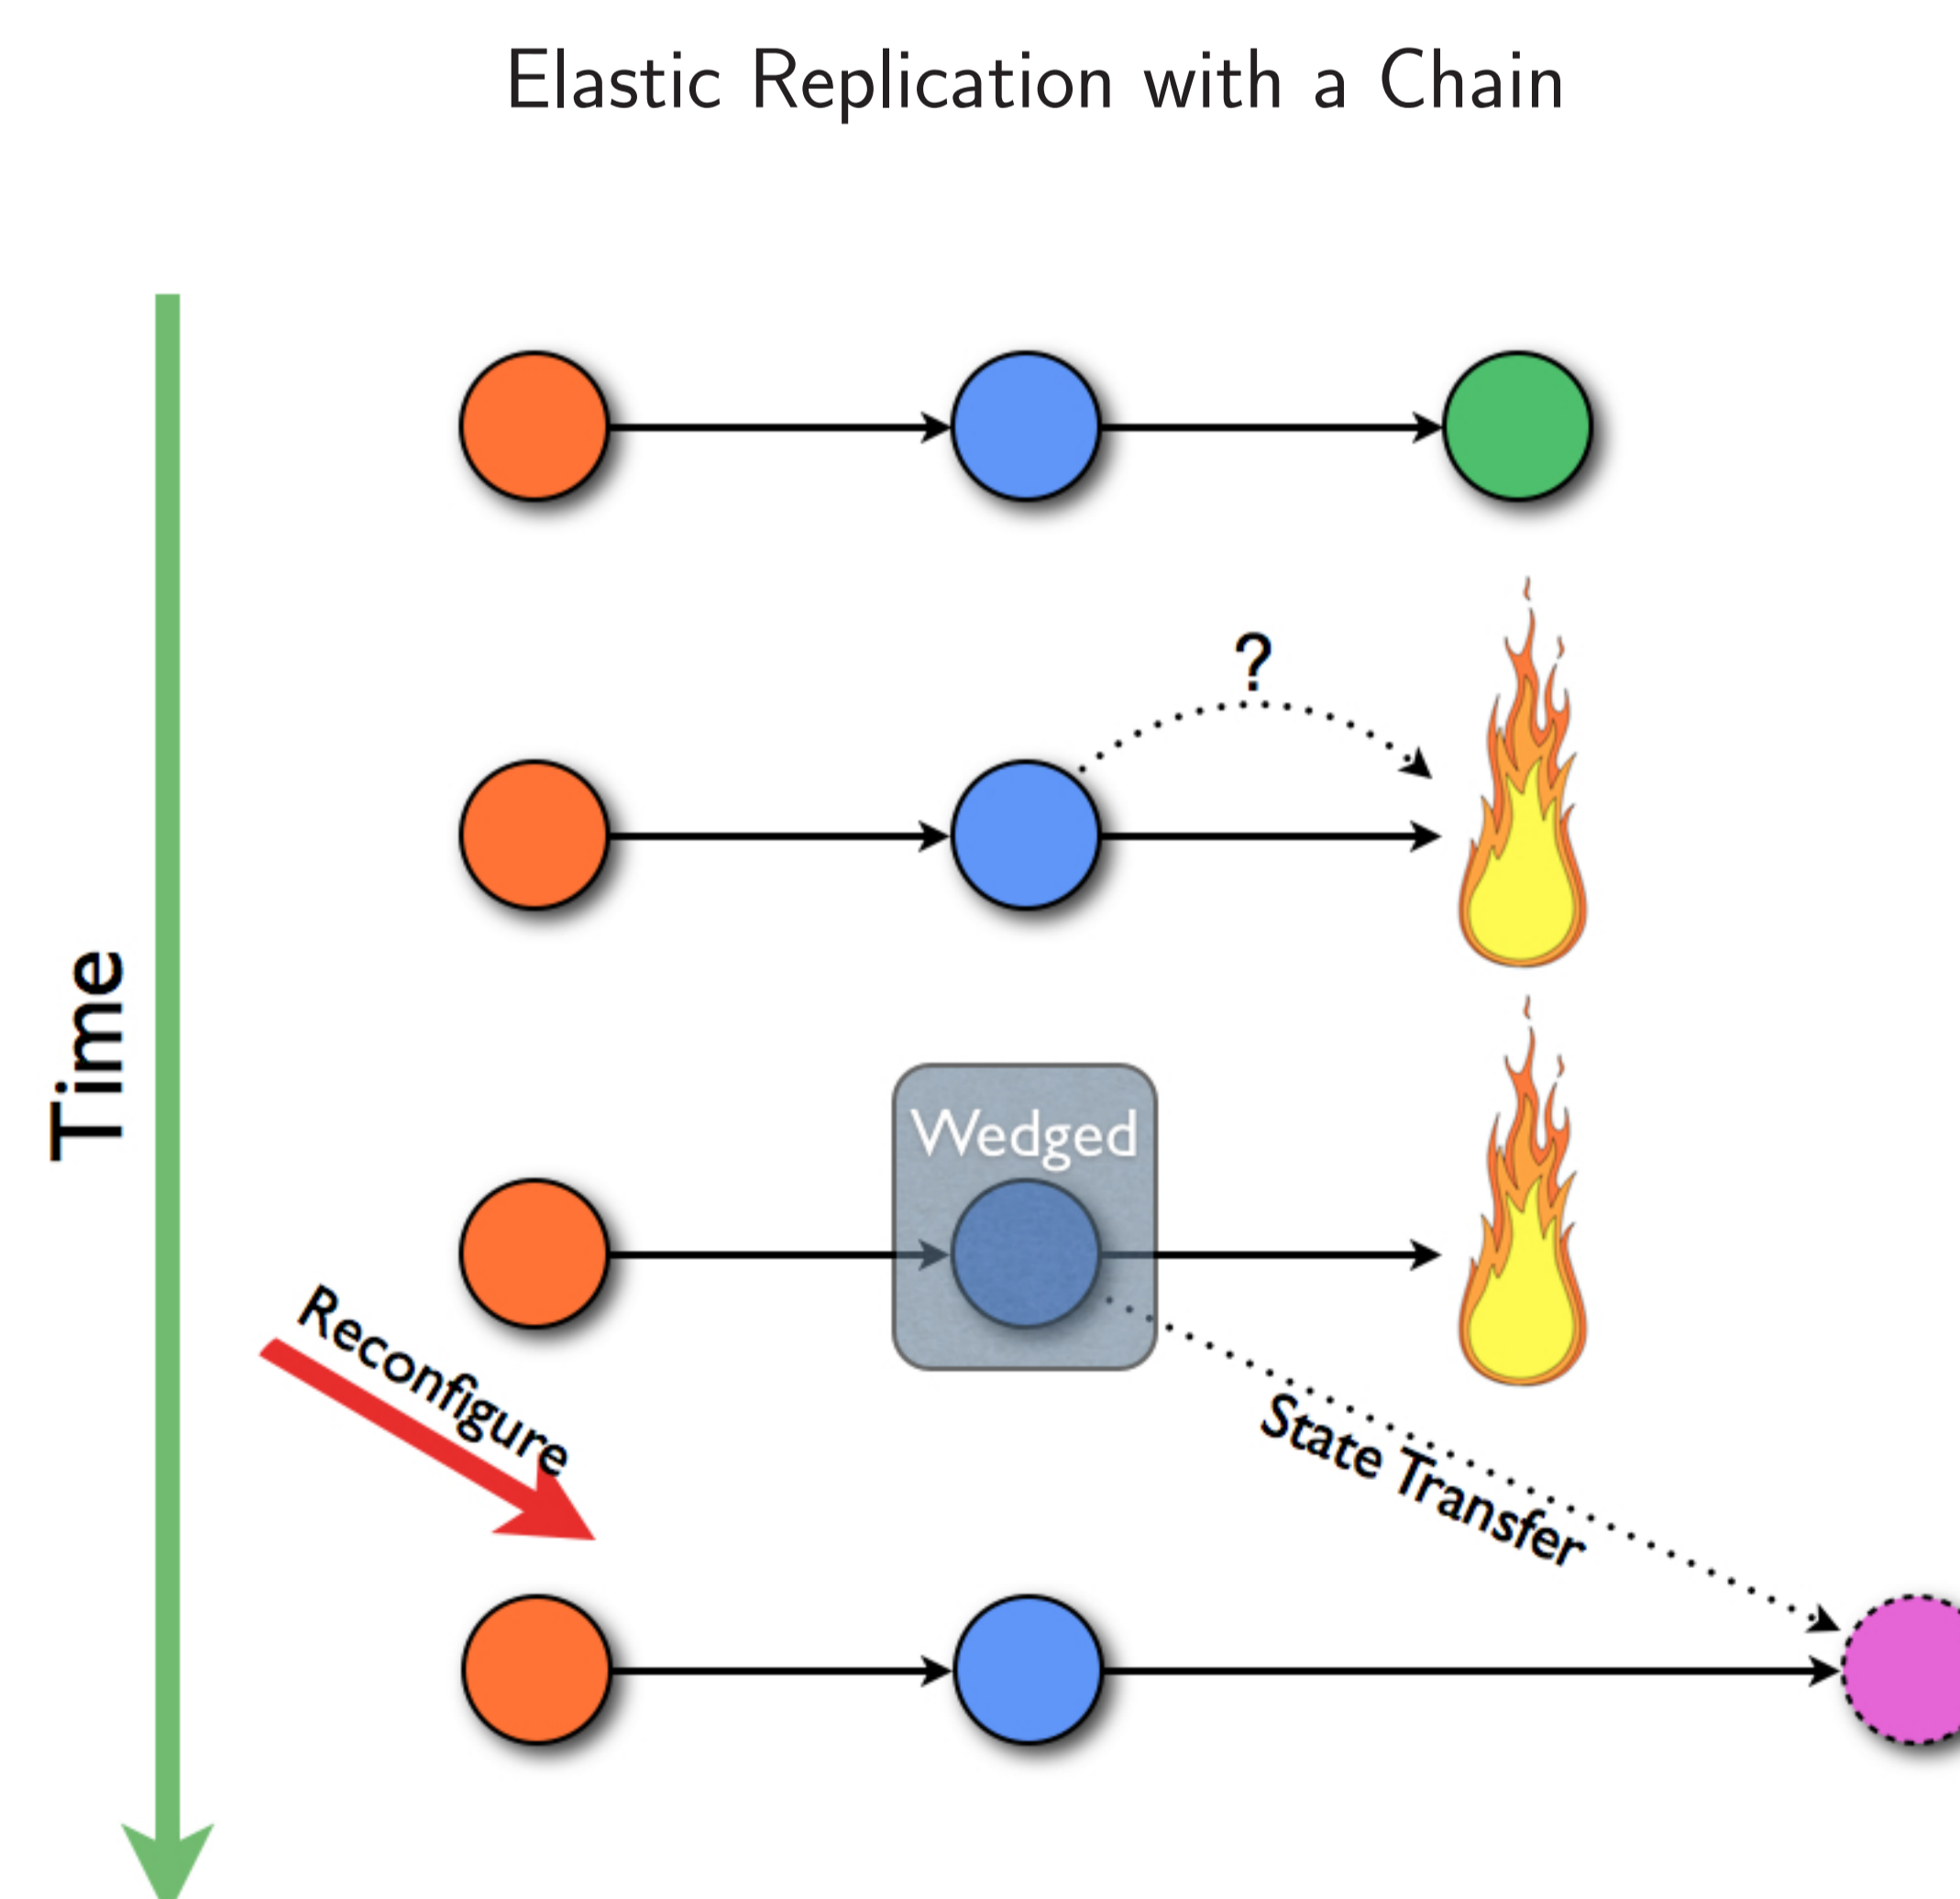 Elastic Replication with a Chain
?
Time
Wedged
Reconfigure
State Transfer